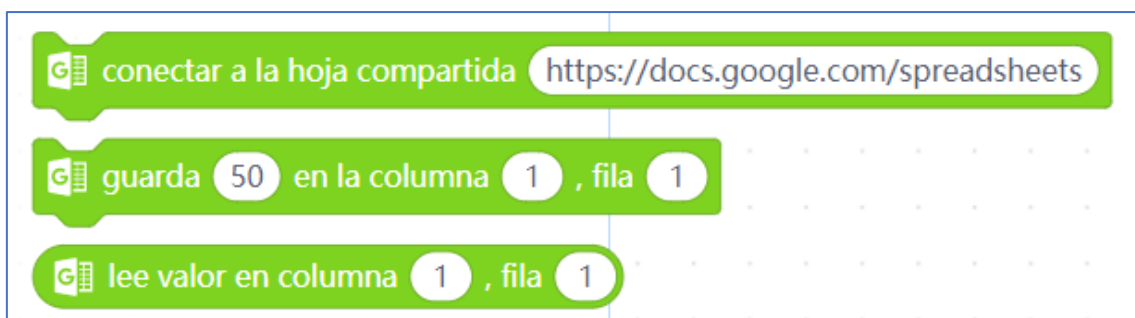 conectar a la hoja compartida https://docs.google.com/spreadsheets
guarda 50 en la columna 1 , fila 1
lee valor en columna 1 , fila 1